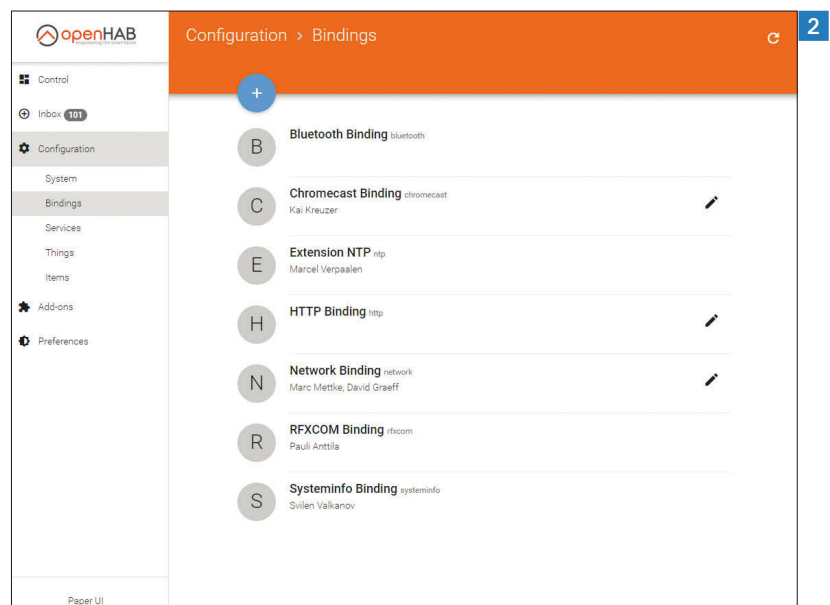 openHAB
empowering the smart home
Configuration > Bindings
2
Control
Inbox 101
Configuration
System
Bindings
Services
Things
Items
Add-ons
Preferences
Paper UI
+
B
Bluetooth Binding bluetooth
C
Chromecast Binding chromecast
Kai Kreuzer
E
Extension NTP ntp
Marcel Verpaalen
H
HTTP Binding http
N
Network Binding network
Marc Mettke, David Graeff
R
RFXCOM Binding rfxcom
Pauli Anttila
S
Systeminfo Binding systeminfo
Svilen Valkanov